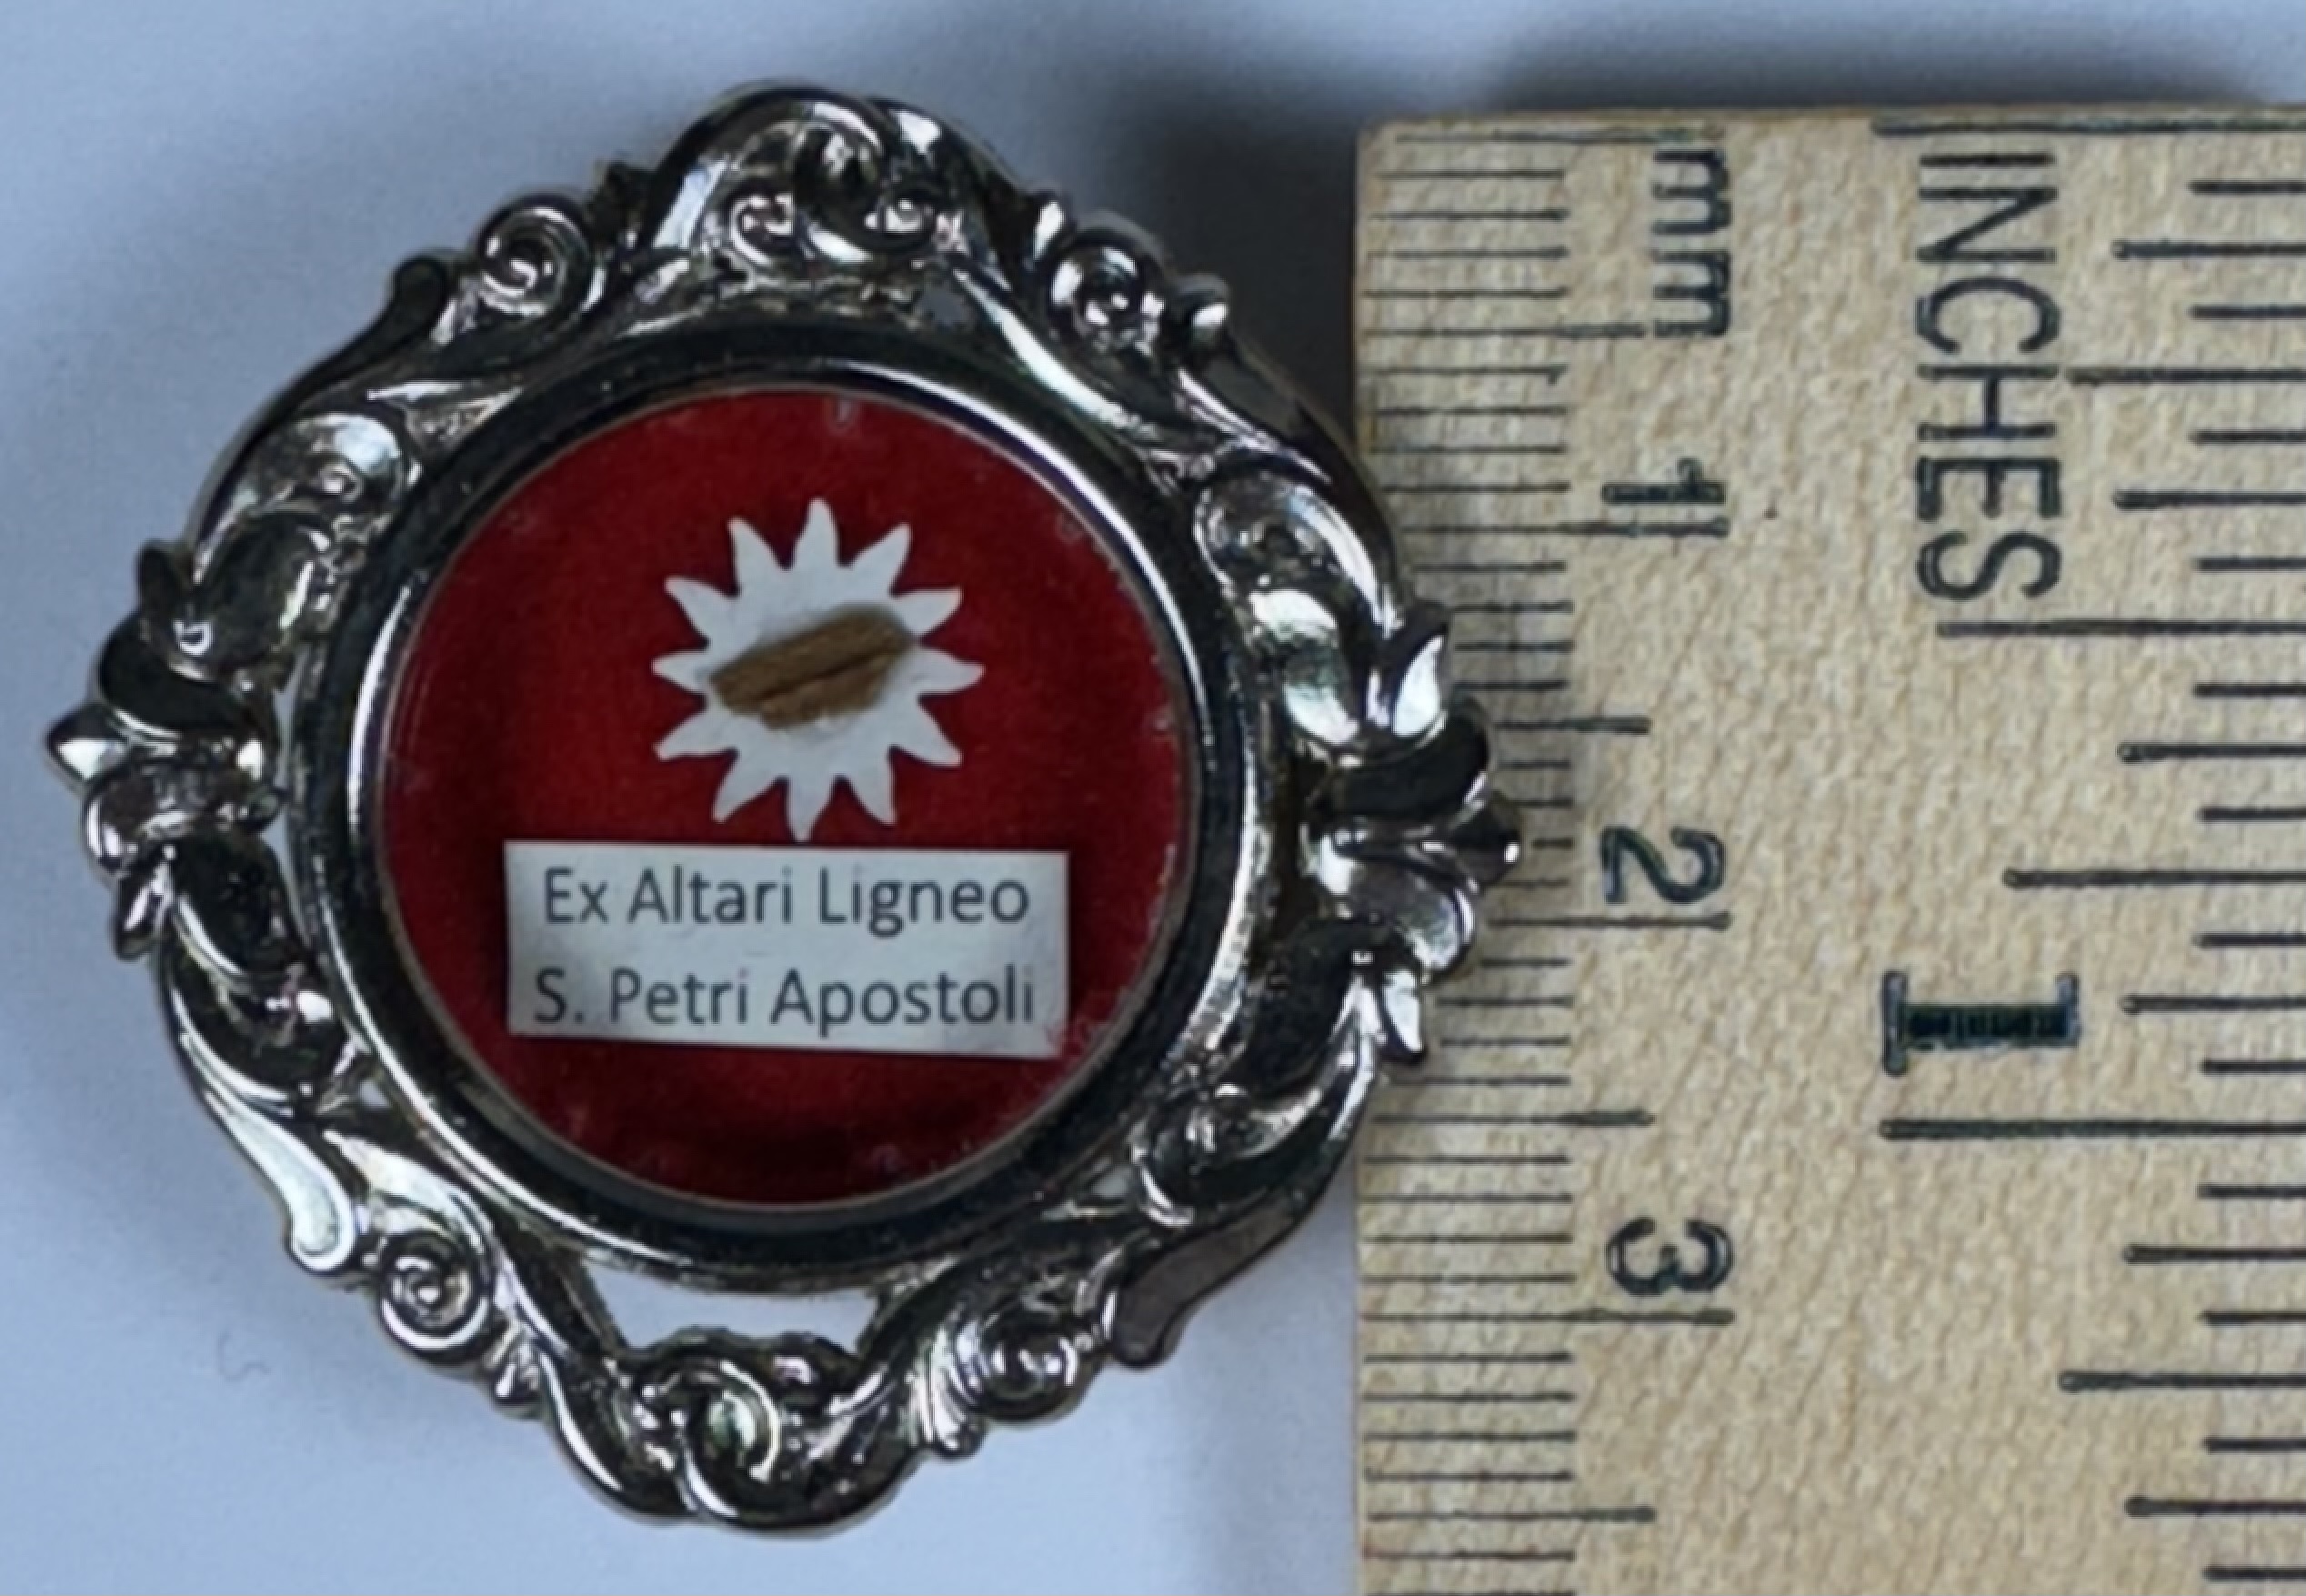 Ex Altari Ligneo
S. Petri Apostoli
mm
1
2
3
INCHES
1